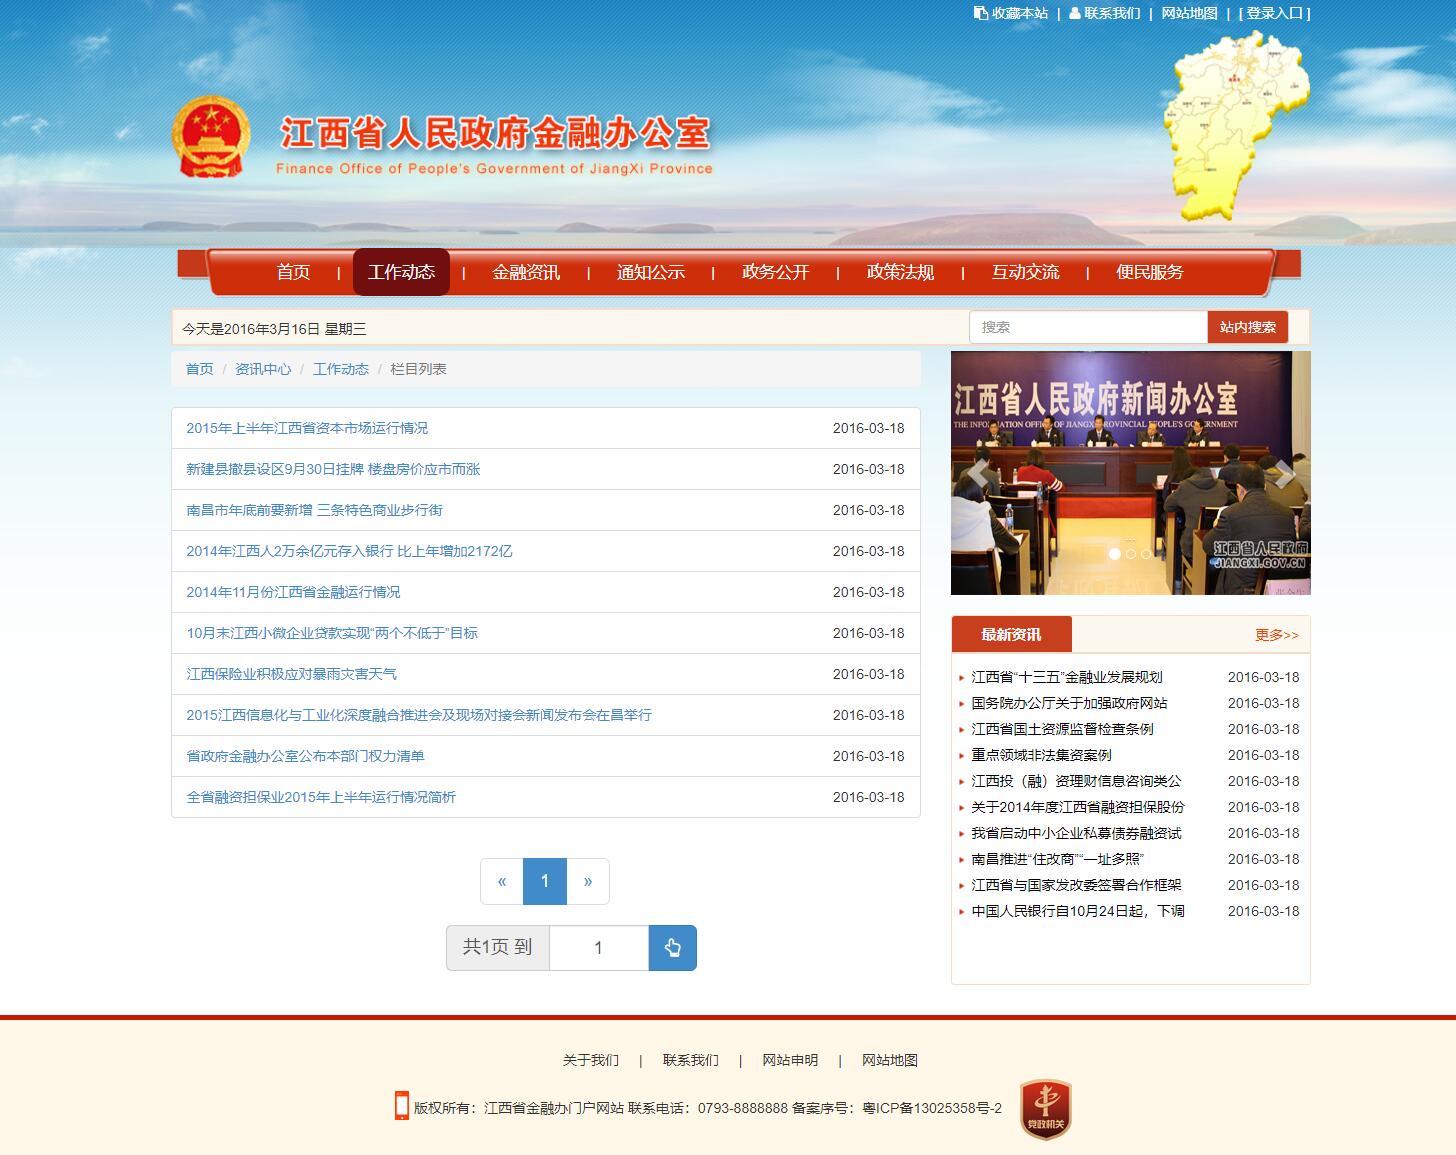 收藏本站 | 联系我们 | 网站地图 | [ 登录入口 ]
江西省人民政府金融办公室
Finance Office of People's Government of JiangXi Province
首页 | 工作动态 | 金融资讯 | 通知公示 | 政务公开 | 政策法规 | 互动交流 | 便民服务
今天是2016年3月16日 星期三
搜索 站内搜索
首页 / 资讯中心 / 工作动态 / 栏目列表
2015年上半年江西省资本市场运行情况 2016-03-18
新建县撤县设区9月30日挂牌 楼盘房价应市而涨 2016-03-18
南昌市年底前要新增 三条特色商业步行街 2016-03-18
2014年江西人2万余亿元存入银行 比上年增加2172亿 2016-03-18
2014年11月份江西省金融运行情况 2016-03-18
10月末江西小微企业贷款实现“两个不低于”目标 2016-03-18
江西保险业积极应对暴雨灾害天气 2016-03-18
2015江西信息化与工业化深度融合推进会及现场对接会新闻发布会在昌举行 2016-03-18
省政府金融办公室公布本部门权力清单 2016-03-18
全省融资担保业2015年上半年运行情况简析 2016-03-18
« 1 »
共1页 到 1
江西省人民政府新闻办公室
THE INFORMATION OFFICE OF JIANGXI PROVINCIAL PEOPLE'S GOVERNMENT
...
江西省人民政府
JIANGXI.GOV.CN
最新资讯 更多>>
江西省“十三五”金融业发展规划 2016-03-18
国务院办公厅关于加强政府网站 2016-03-18
江西省国土资源监督检查条例 2016-03-18
重点领域非法集资案例 2016-03-18
江西投（融）资理财信息咨询类公 2016-03-18
关于2014年度江西省融资担保股份 2016-03-18
我省启动中小企业私募债券融资试 2016-03-18
南昌推进“住改商”“一址多照” 2016-03-18
江西省与国家发改委签署合作框架 2016-03-18
中国人民银行自10月24日起，下调 2016-03-18
关于我们 | 联系我们 | 网站申明 | 网站地图
版权所有：江西省金融办门户网站 联系电话：0793-8888888 备案序号：粤ICP备13025358号-2
党政机关